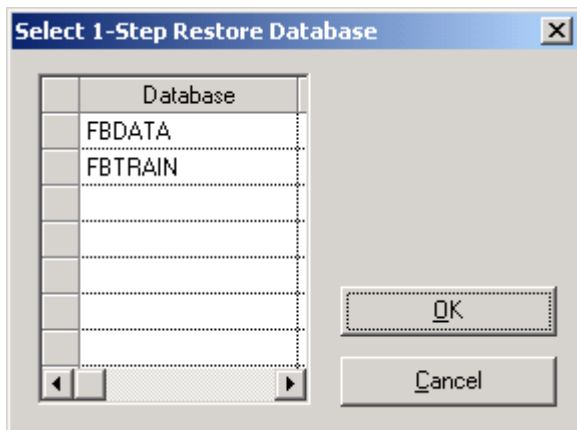 Select 1-Step Restore Database
Database
FBDATA
FBTRAIN
OK
Cancel